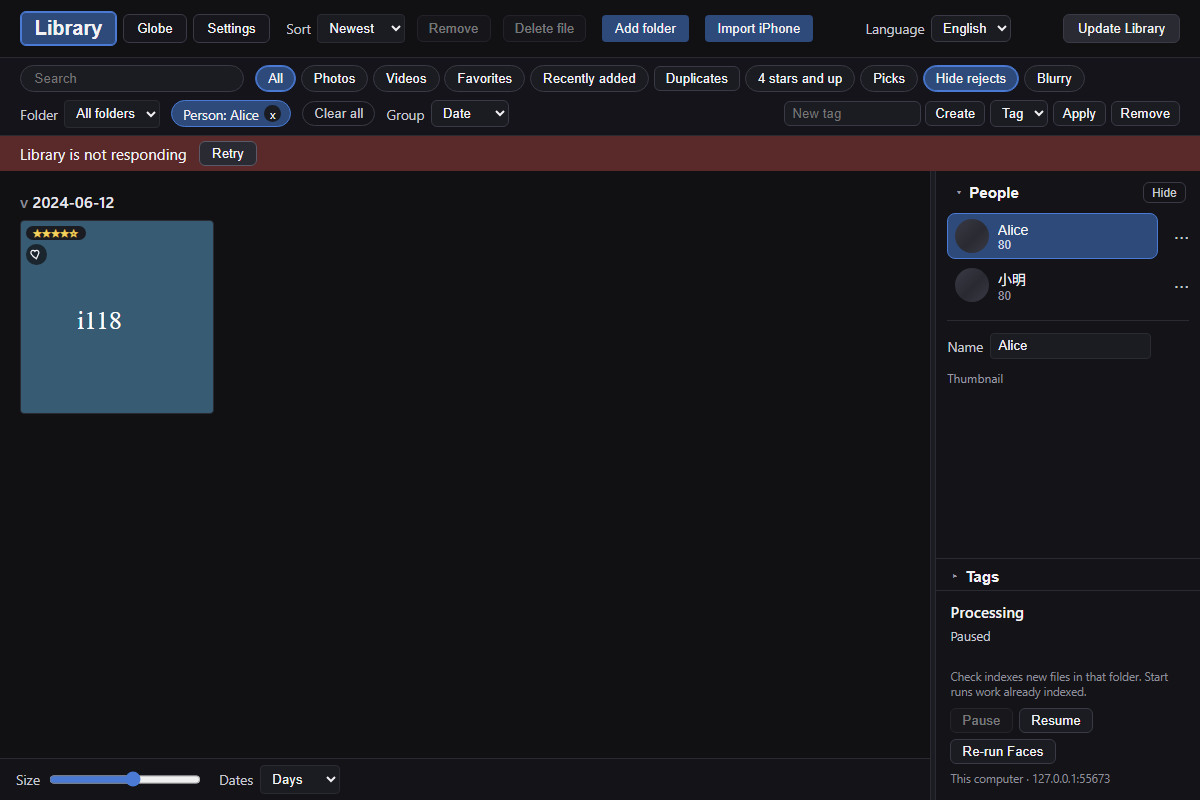 Library Globe Settings Sort Newest Remove Delete file Add folder Import iPhone Language English Update Library
Search All Photos Videos Favorites Recently added Duplicates 4 stars and up Picks Hide rejects Blurry
Folder All folders Person: Alice x Clear all Group Date New tag Create Tag Apply Remove
Library is not responding Retry
v 2024-06-12
★★★★☆
i118
People Hide
Alice
80
...
小明
80
...
Name Alice
Thumbnail
Tags
Processing
Paused
Check indexes new files in that folder. Start
runs work already indexed.
Pause Resume
Re-run Faces
This computer · 127.0.0.1:55673
Size Dates Days